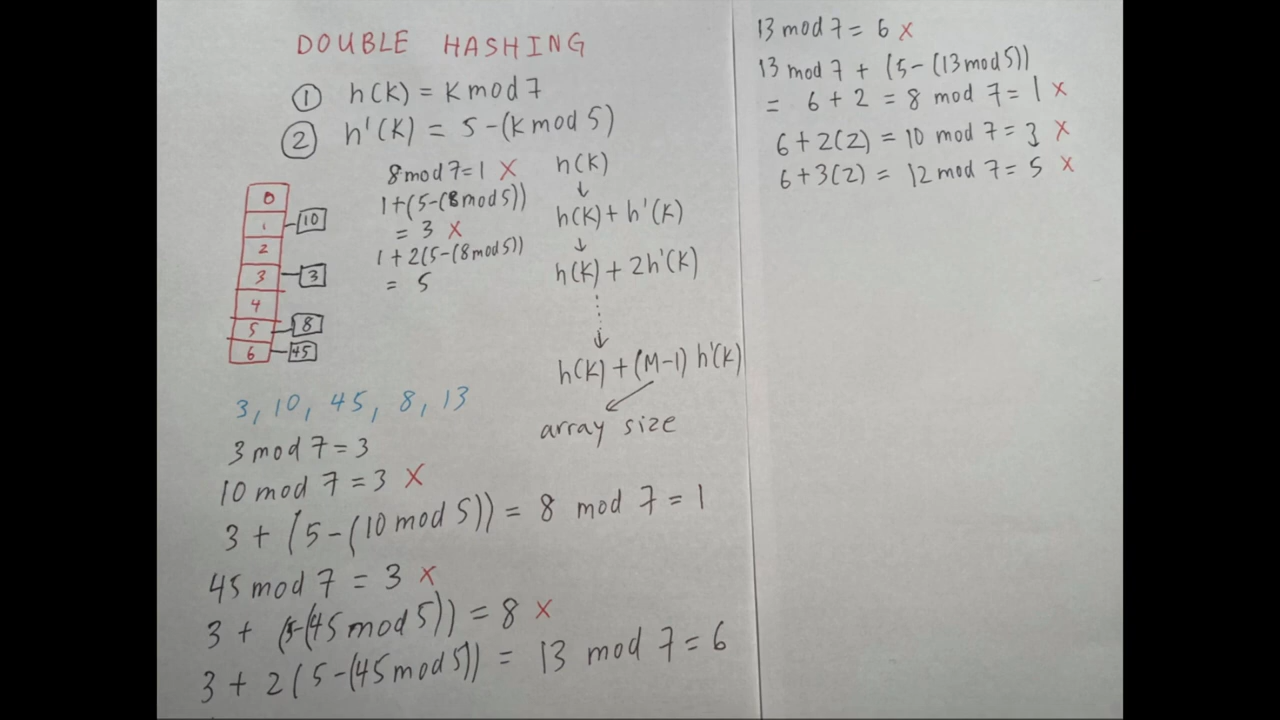 DOUBLE HASHING
① h(K) = K mod 7
② h'(K) = 5-(K mod 5)
8 mod 7=1 X
1+(5-(8 mod 5))
= 3 X
1+2(5-(8 mod 5))
= 5
h(K)
↓
h(K)+h'(K)
↓
h(K)+2h'(K)
↓
h(K)+(M-1) h'(K)
array size
0
1 10
2
3 3
4
5 8
6 45
3, 10, 45, 8, 13
3 mod 7=3
10 mod 7=3 X
3 + (5-(10 mod 5)) = 8 mod 7=1
45 mod 7 = 3 X
3 + (5-(45 mod 5)) = 8 X
3 + 2(5-(45 mod 5)) = 13 mod 7=6
13 mod 7= 6 X
13 mod 7 + (5-(13 mod 5))
= 6+2 = 8 mod 7=1 X
6+2(2) = 10 mod 7=3 X
6+3(2) = 12 mod 7=5 X